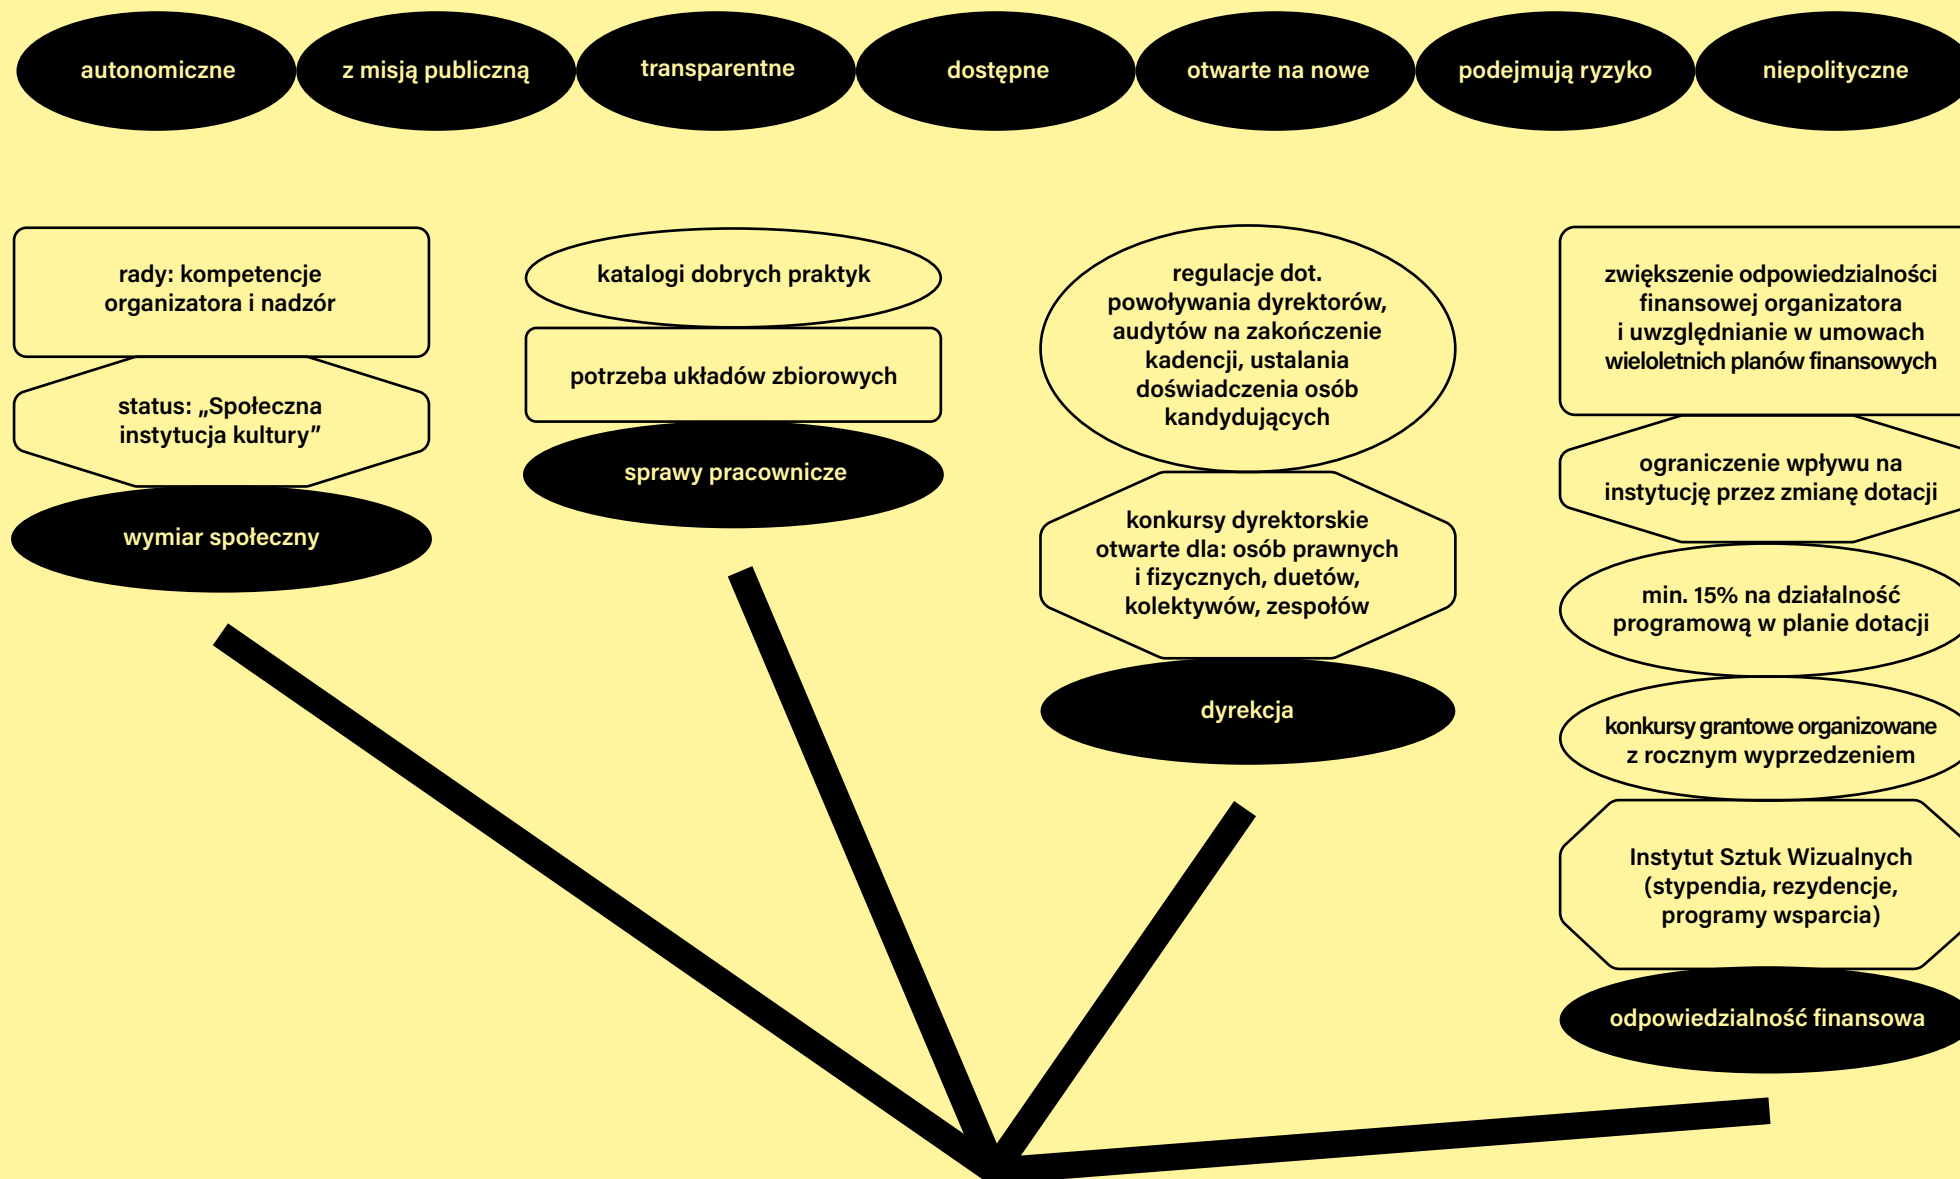 autonomiczne
z misją publiczną
transparentne
dostępne
otwarte na nowe
podejmują ryzyko
niepolityczne
rady: kompetencje
organizatora i nadzór
status: „Społeczna
instytucja kultury”
wymiar społeczny
katalogi dobrych praktyk
potrzeba układów zbiorowych
sprawy pracownicze
regulacje dot.
powoływania dyrektorów,
audytów na zakończenie
kadencji, ustalania
doświadczenia osób
kandydujących
konkursy dyrektorskie
otwarte dla: osób prawnych
i fizycznych, duetów,
kolektywów, zespołów
dyrekcja
zwiększenie odpowiedzialności
finansowej organizatora
i uwzględnianie w umowach
wieloletnich planów finansowych
ograniczenie wpływu na
instytucję przez zmianę dotacji
min. 15% na działalność
programową w planie dotacji
konkursy grantowe organizowane
z rocznym wyprzedzeniem
Instytut Sztuk Wizualnych
(stypendia, rezydencje,
programy wsparcia)
odpowiedzialność finansowa